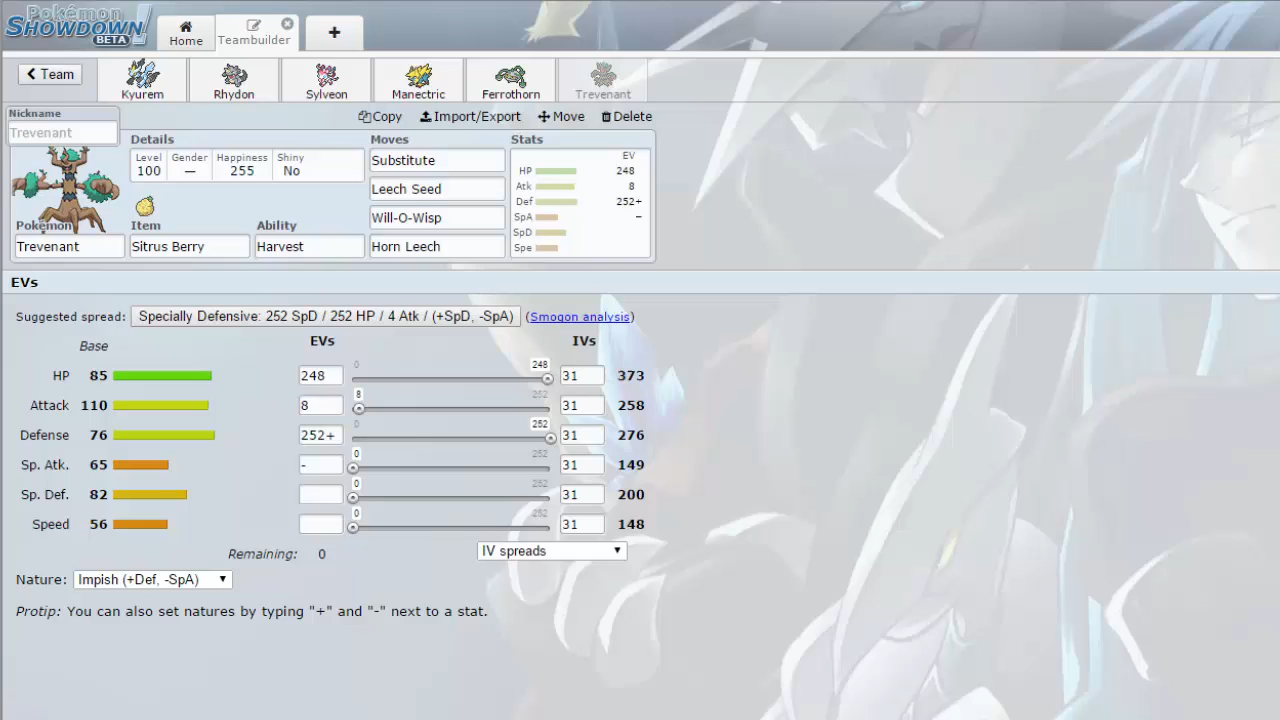 Pokémon
SHOWDOWN!
BETA
Home
Teambuilder
+
Team
Kyurem
Rhydon
Sylveon
Manectric
Ferrothorn
Trevenant
Nickname
Trevenant
Copy Import/Export Move Delete
Details
Level Gender Happiness Shiny
100 — 255 No
Moves
Substitute
Leech Seed
Will-O-Wisp
Horn Leech
Stats
EV
HP 248
Atk 8
Def 252+
SpA −
SpD
Spe
Pokémon
Trevenant
Item
Sitrus Berry
Ability
Harvest
EVs
Suggested spread: Specially Defensive: 252 SpD / 252 HP / 4 Atk / (+SpD, -SpA) (Smogon analysis)
Base EVs IVs
HP 85 248 0 248 31 373
Attack 110 8 8 252 31 258
Defense 76 252+ 0 252 31 276
Sp. Atk. 65 - 0 252 31 149
Sp. Def. 82 0 252 31 200
Speed 56 0 252 31 148
Remaining: 0 IV spreads
Nature: Impish (+Def, -SpA)
Protip: You can also set natures by typing "+" and "-" next to a stat.